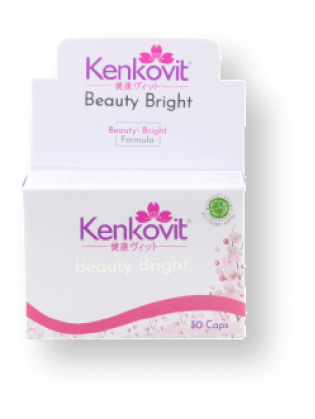 Kenkovit®
健康ヴィット
Beauty Bright
Beauty- Bright
Formula
Kenkovit®
健康ヴィット
Beauty Bright
30 Caps